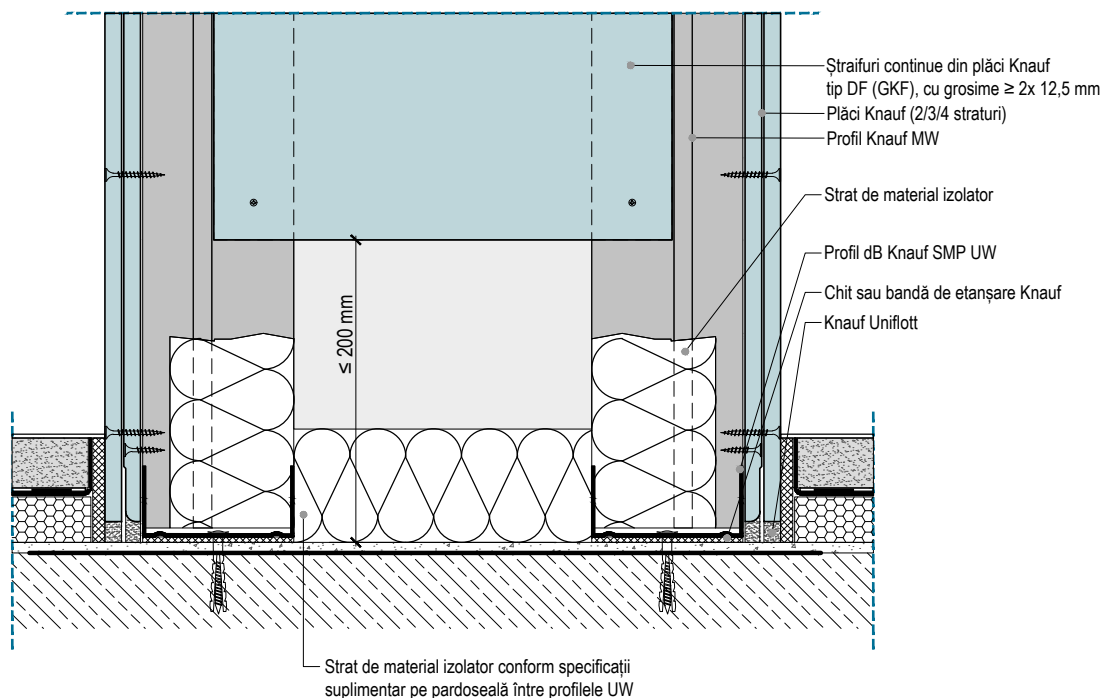 Ștraifuri continue din plăci Knauf
tip DF (GKF), cu grosime ≥ 2x 12,5 mm
Plăci Knauf (2/3/4 straturi)
Profil Knauf MW
Strat de material izolator
Profil dB Knauf SMP UW
Chit sau bandă de etanșare Knauf
Knauf Uniflott
≤ 200 mm
Strat de material izolator conform specificații
suplimentar pe pardoseală între profilele UW